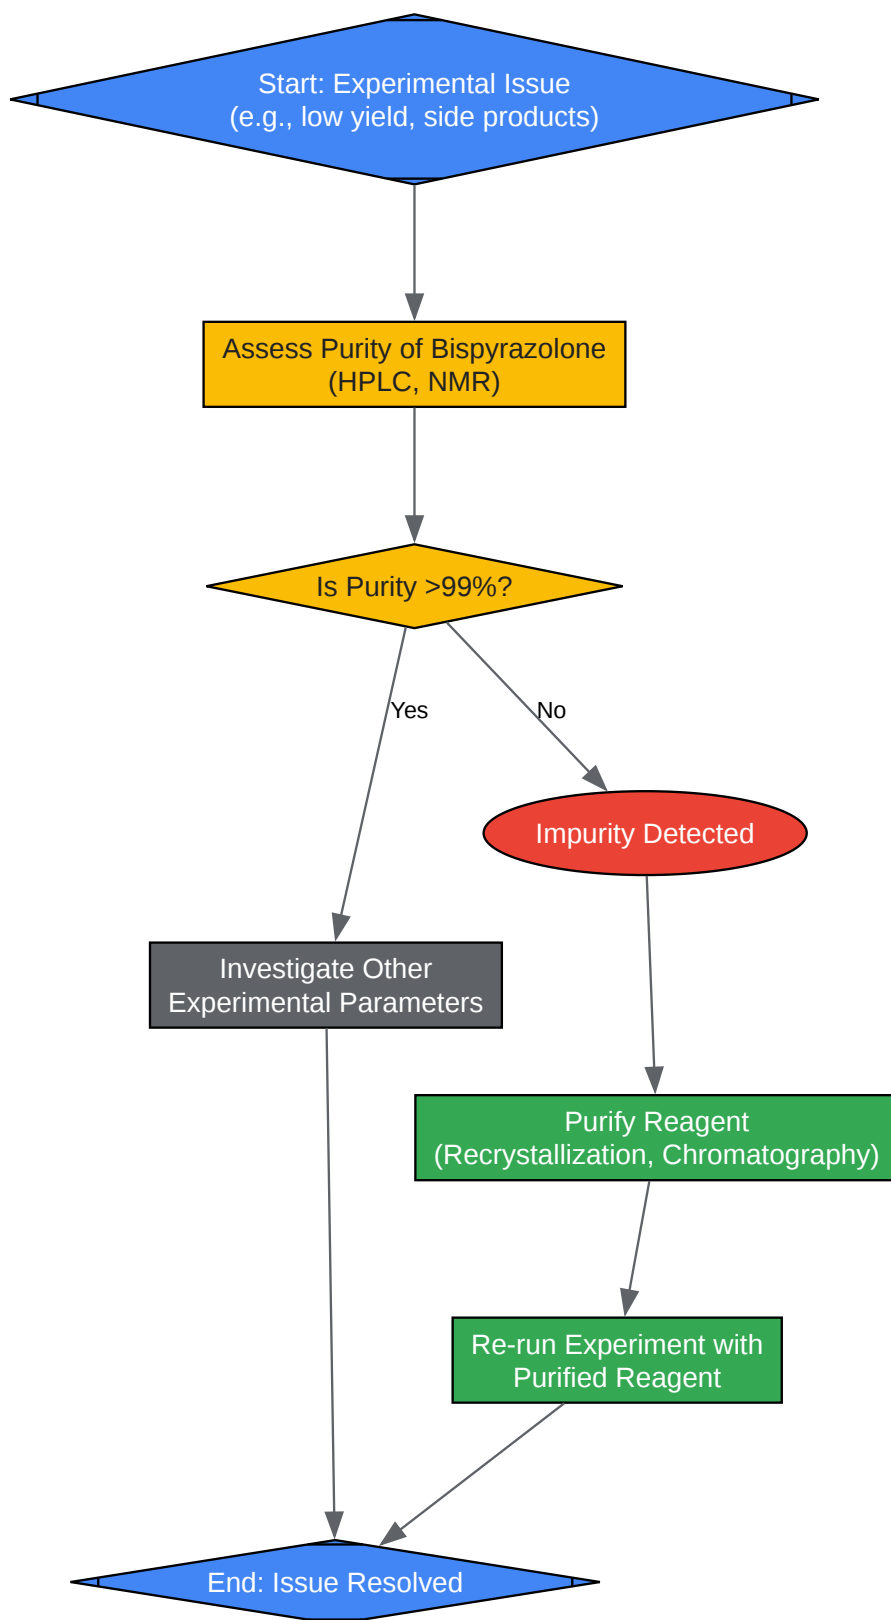 Start: Experimental Issue
(e.g., low yield, side products)
Assess Purity of Bispyrazolone
(HPLC, NMR)
Is Purity >99%?
Yes
No
Impurity Detected
Investigate Other
Experimental Parameters
Purify Reagent
(Recrystallization, Chromatography)
Re-run Experiment with
Purified Reagent
End: Issue Resolved